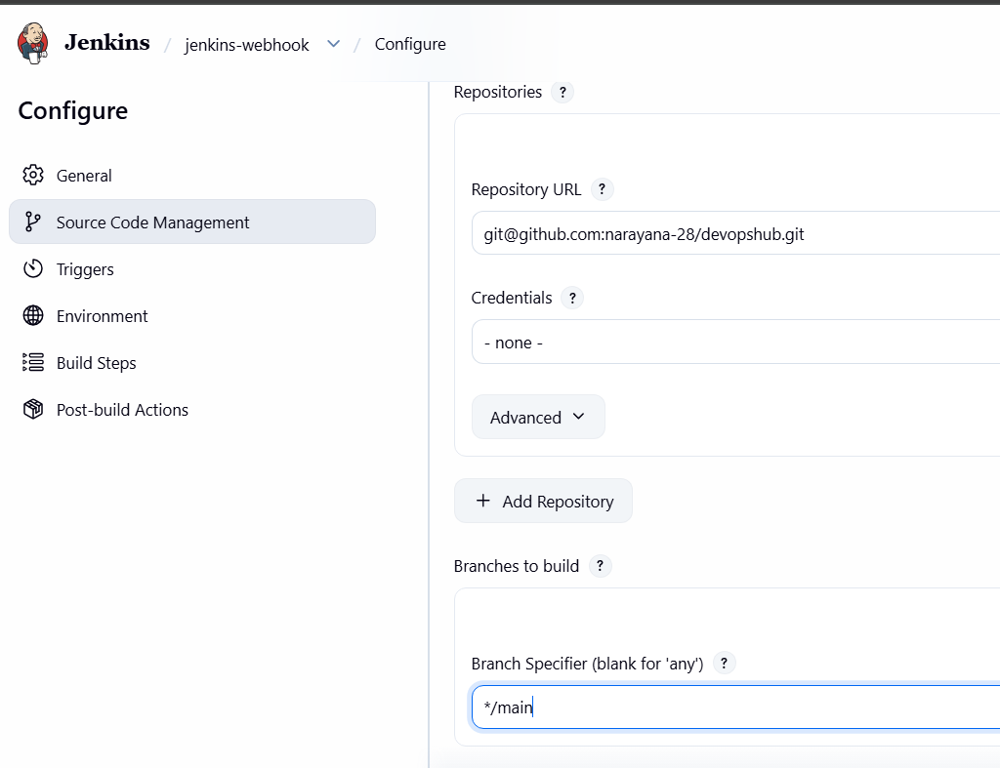 Jenkins / jenkins-webhook / Configure
Configure
General
Source Code Management
Triggers
Environment
Build Steps
Post-build Actions
Repositories ?
Repository URL ?
git@github.com:narayana-28/devopshub.git
Credentials ?
- none -
Advanced
+ Add Repository
Branches to build ?
Branch Specifier (blank for 'any') ?
*/main